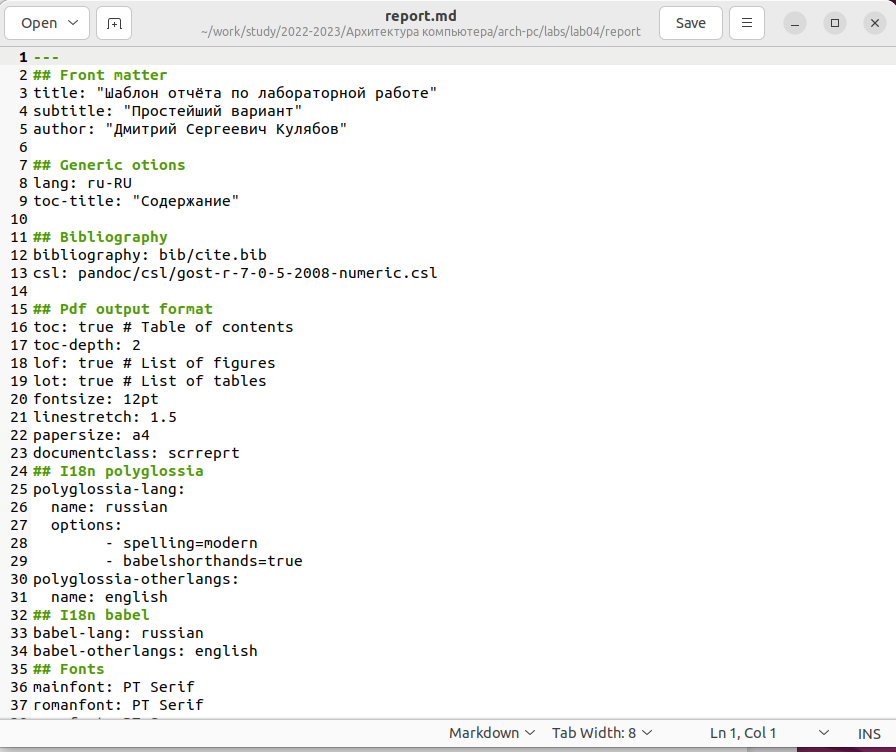 Open
report.md
~/work/study/2022-2023/Архитектура компьютера/arch-pc/labs/lab04/report
Save
1 ---
2 ## Front matter
3 title: "Шаблон отчёта по лабораторной работе"
4 subtitle: "Простейший вариант"
5 author: "Дмитрий Сергеевич Кулябов"
6
7 ## Generic otions
8 lang: ru-RU
9 toc-title: "Содержание"
10
11 ## Bibliography
12 bibliography: bib/cite.bib
13 csl: pandoc/csl/gost-r-7-0-5-2008-numeric.csl
14
15 ## Pdf output format
16 toc: true # Table of contents
17 toc-depth: 2
18 lof: true # List of figures
19 lot: true # List of tables
20 fontsize: 12pt
21 linestretch: 1.5
22 papersize: a4
23 documentclass: scrreprt
24 ## I18n polyglossia
25 polyglossia-lang:
26   name: russian
27   options:
28         - spelling=modern
29         - babelshorthands=true
30 polyglossia-otherlangs:
31   name: english
32 ## I18n babel
33 babel-lang: russian
34 babel-otherlangs: english
35 ## Fonts
36 mainfont: PT Serif
37 romanfont: PT Serif
Markdown Tab Width: 8 Ln 1, Col 1 INS